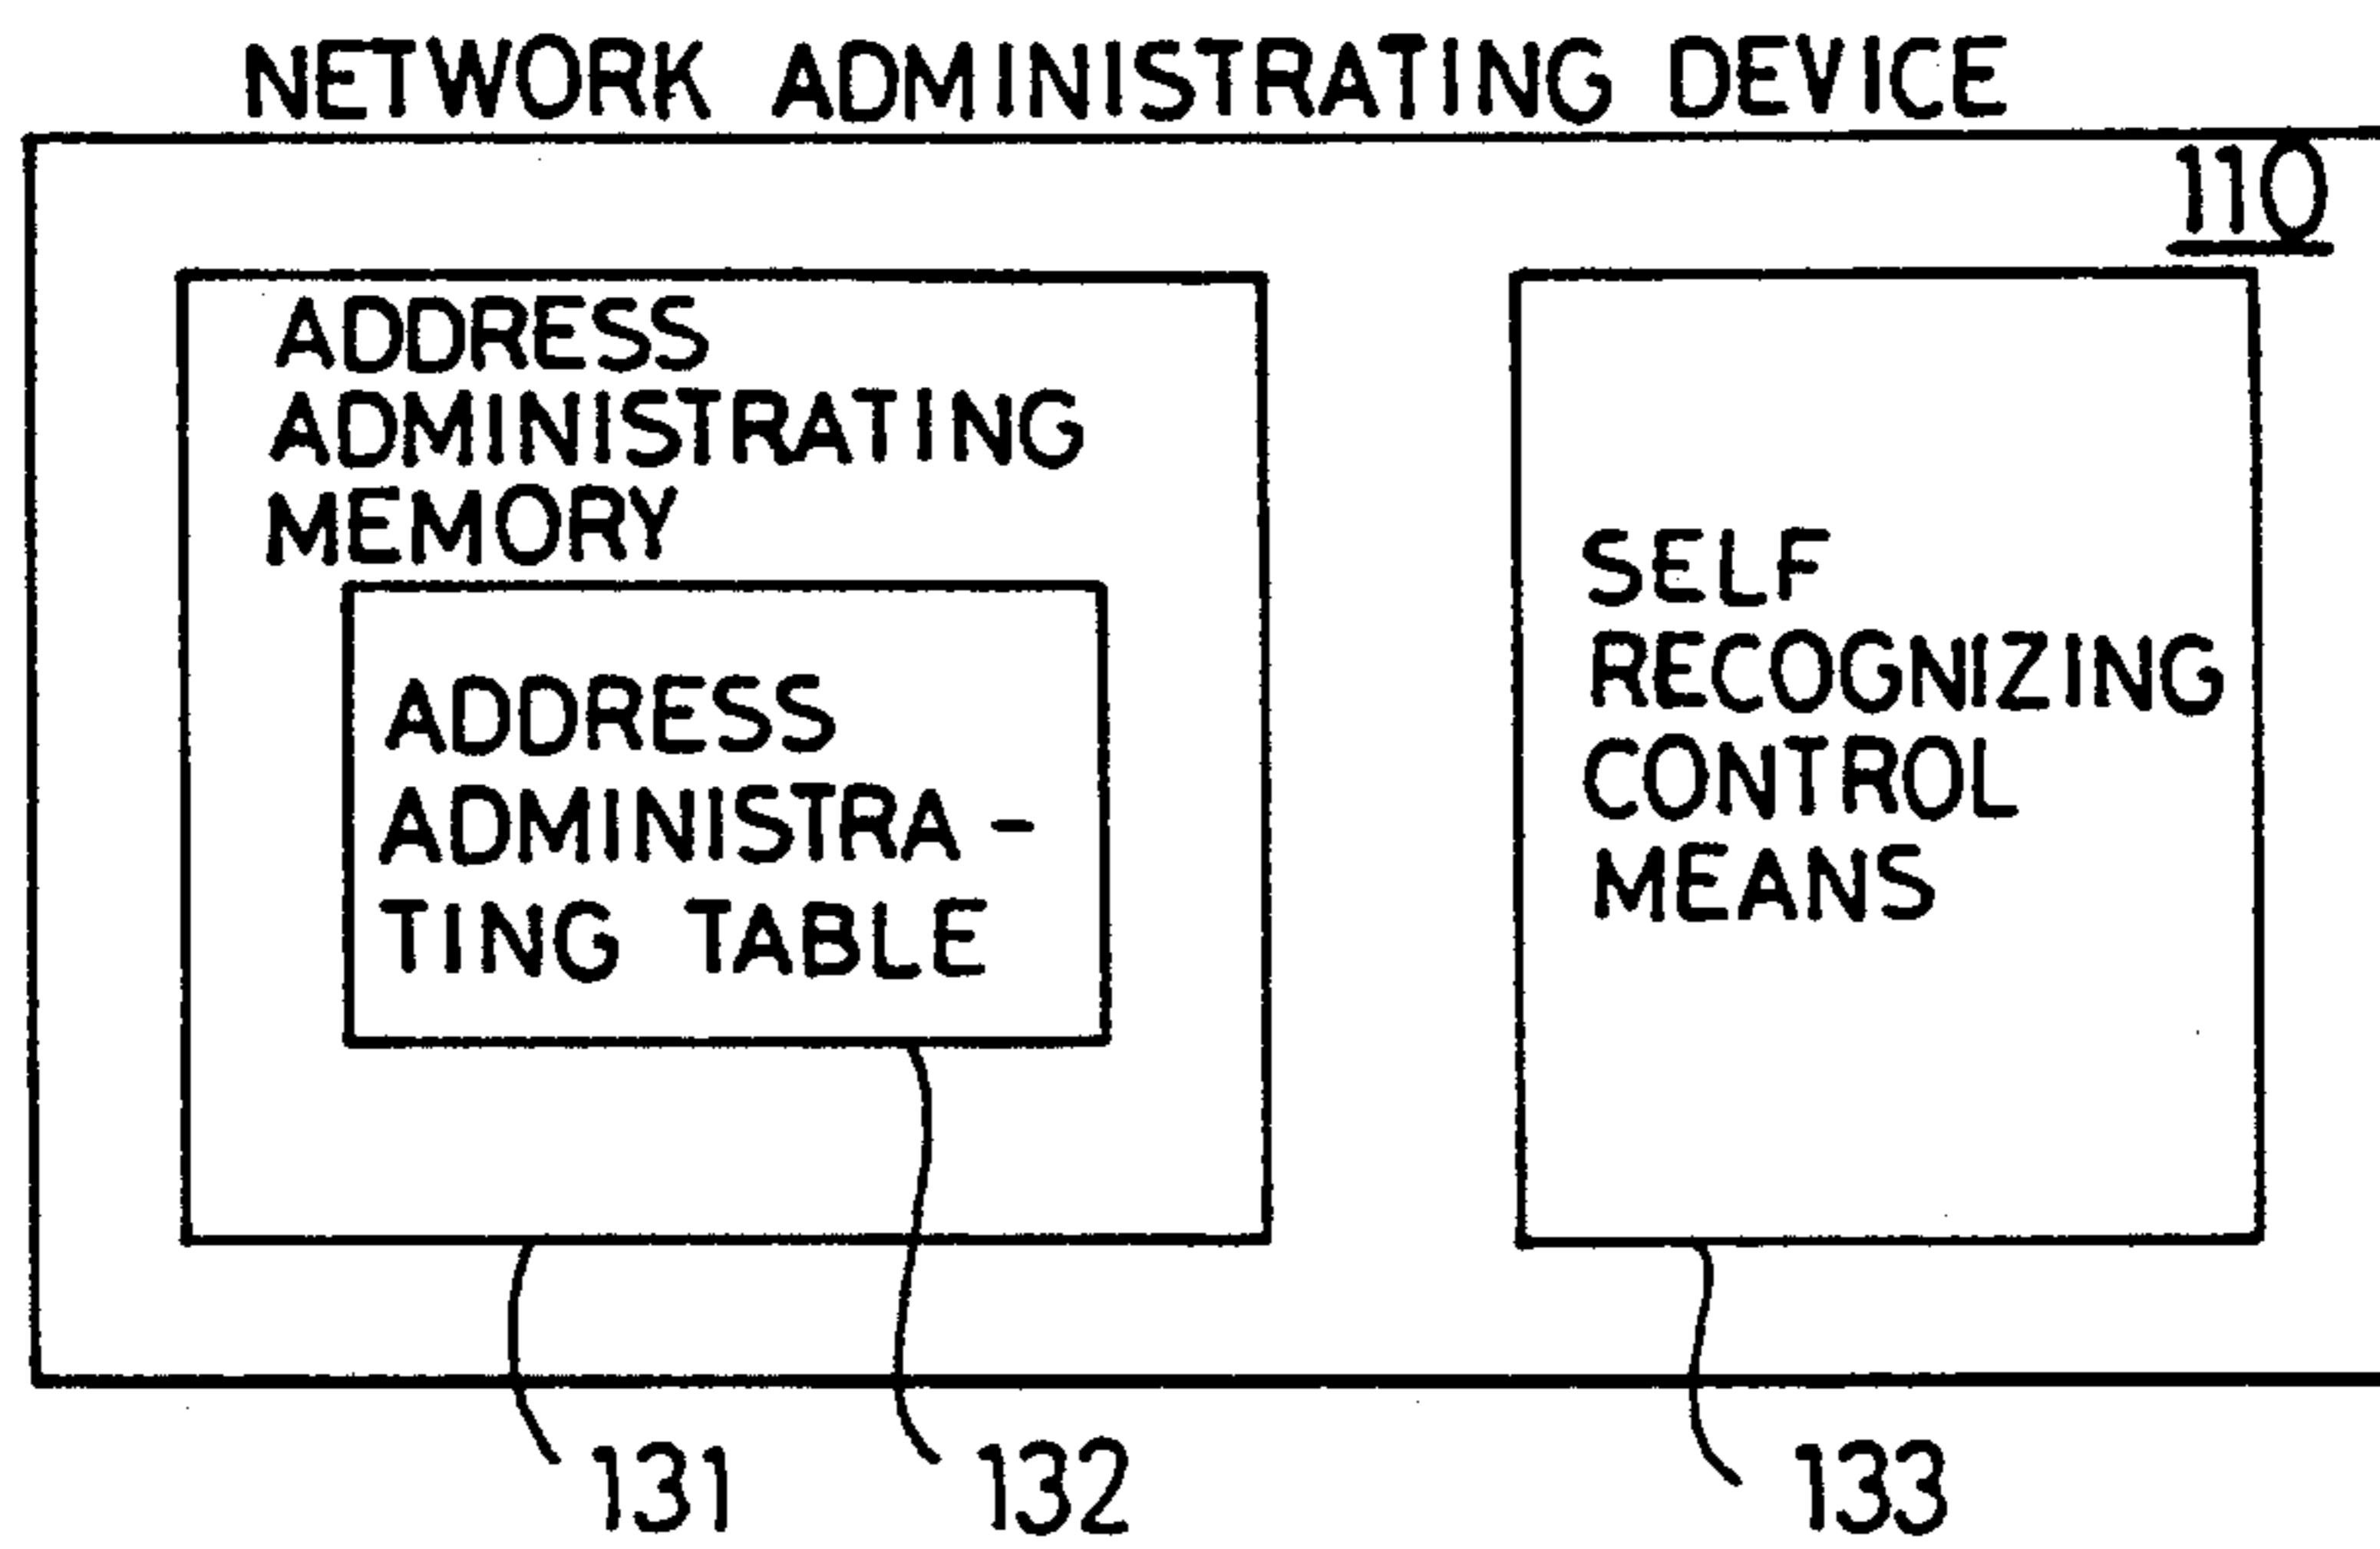 NETWORK ADMINISTRATING DEVICE
110
ADDRESS
ADMINISTRATING
MEMORY
ADDRESS
ADMINISTRA-
TING TABLE
SELF
RECOGNIZING
CONTROL
MEANS
131
132
133